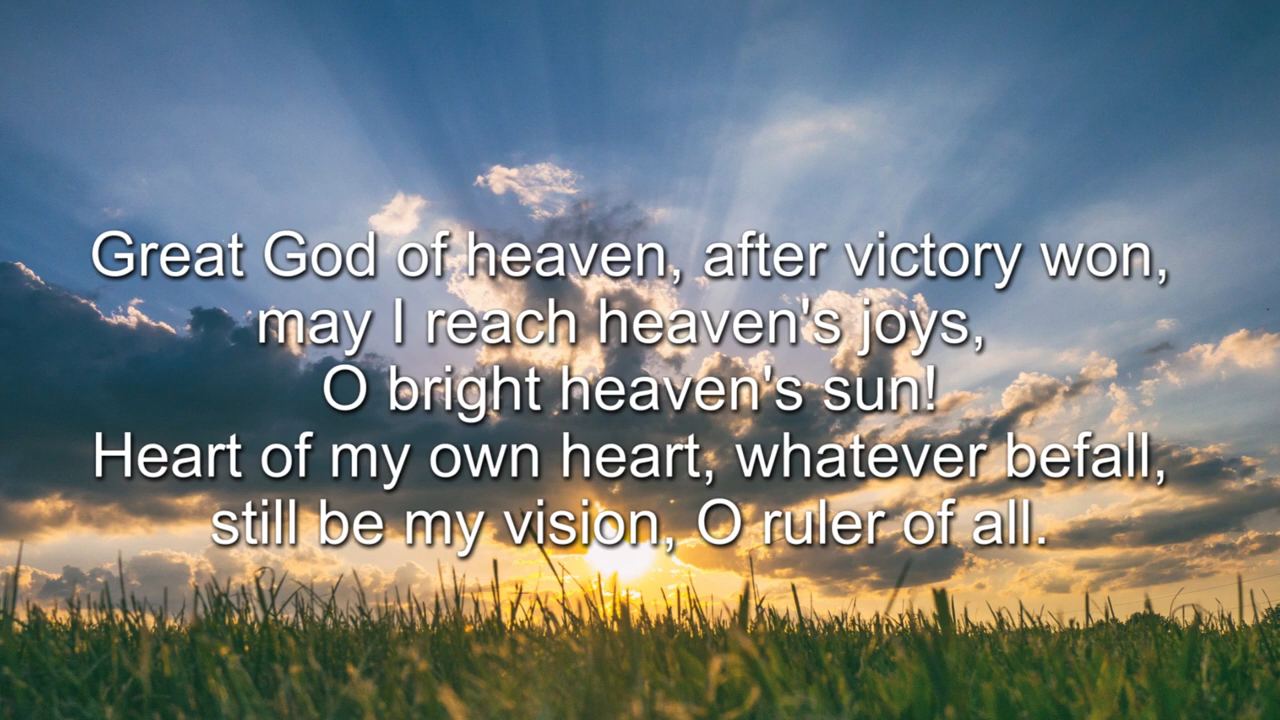 Great God of heaven, after victory won,
may I reach heaven's joys,
O bright heaven's sun!
Heart of my own heart, whatever befall,
still be my vision, O ruler of all.